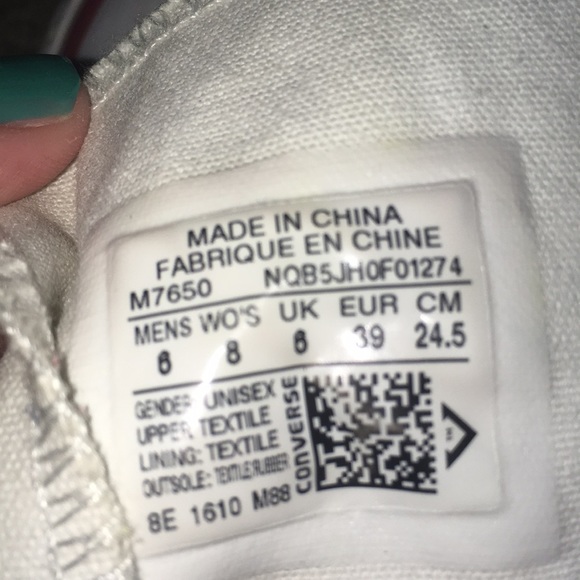 MADE IN CHINA
FABRIQUE EN CHINE
M7650 NQB5JH0F01274
MENS WO'S UK EUR CM
6 8 6 39 24.5
GENDER UNISEX
UPPER TEXTILE
LINING: TEXTILE
OUTSOLE: TEXTILE/RUBBER
8E 1610 M88
CONVERSE